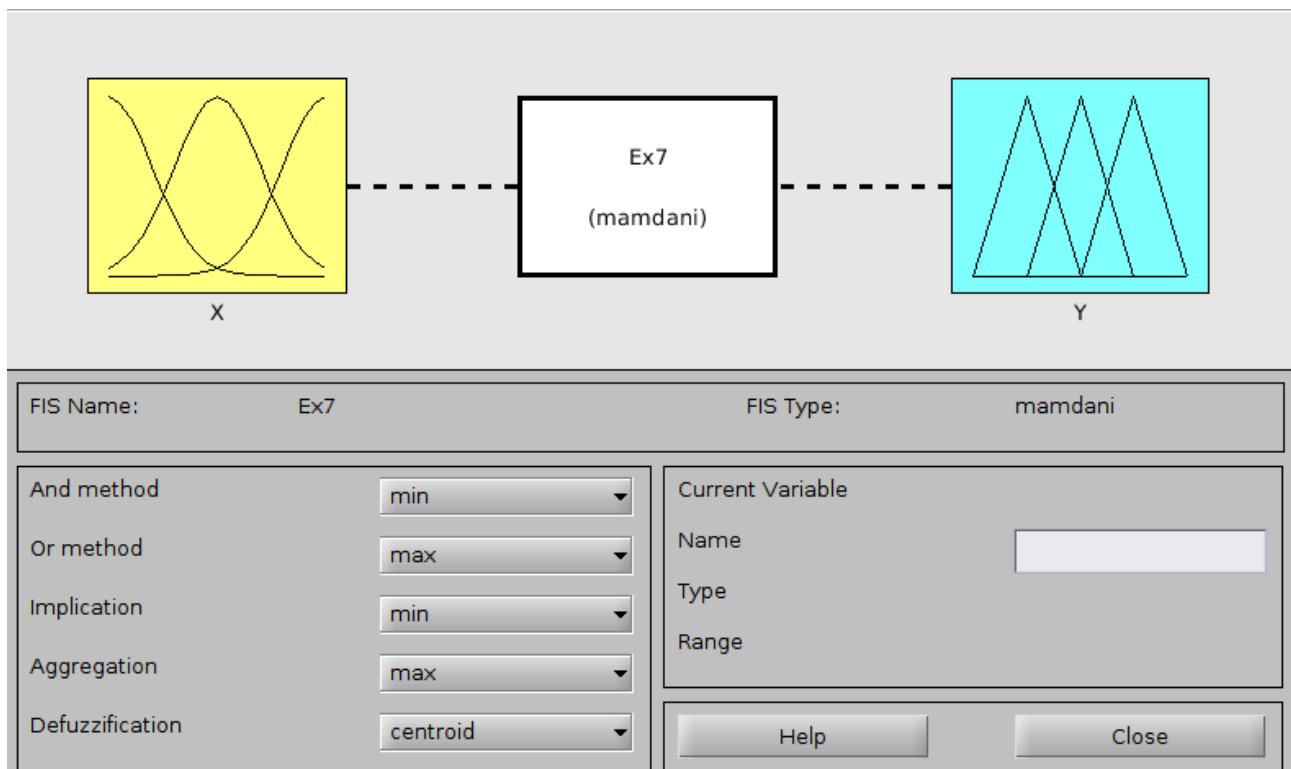 Ex7
(mamdani)
X
Y
FIS Name: Ex7 FIS Type: mamdani
And method min
Or method max
Implication min
Aggregation max
Defuzzification centroid
Current Variable
Name
Type
Range
Help Close